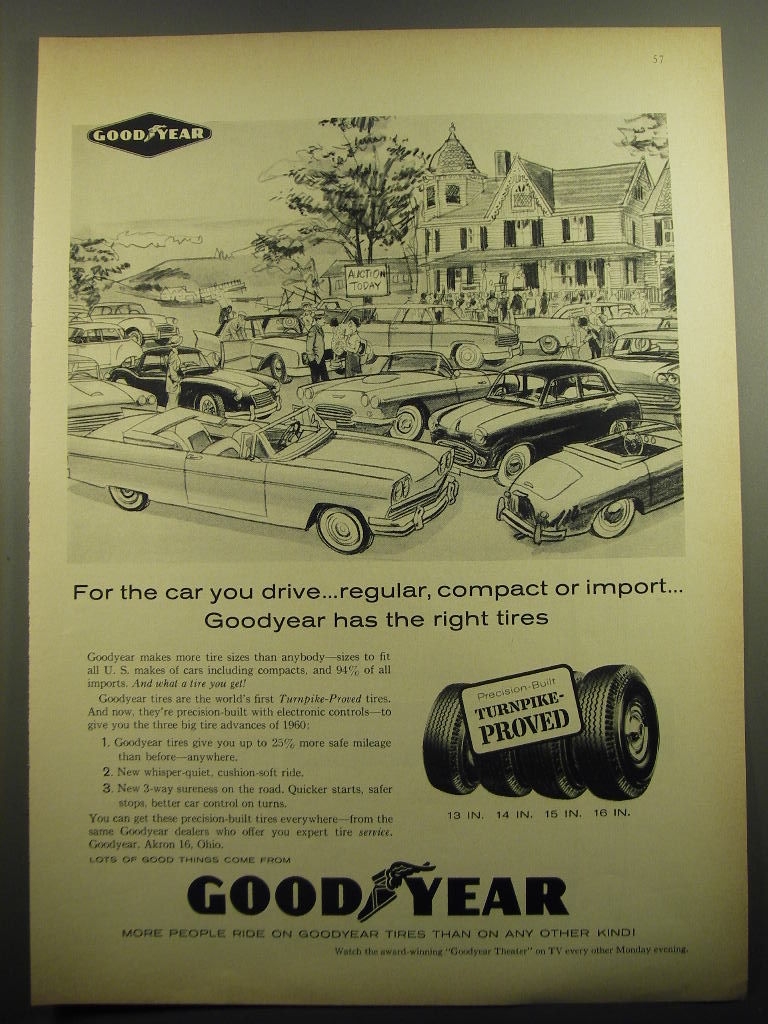 57
GOOD YEAR
AUCTION
TODAY
For the car you drive...regular, compact or import...
Goodyear has the right tires
Goodyear makes more tire sizes than anybody—sizes to fit
all U. S. makes of cars including compacts, and 94% of all
imports. And what a tire you get!
Goodyear tires are the world's first Turnpike-Proved tires.
And now, they're precision-built with electronic controls—to
give you the three big tire advances of 1960:
1. Goodyear tires give you up to 25% more safe mileage
than before—anywhere.
2. New whisper-quiet, cushion-soft ride.
3. New 3-way sureness on the road. Quicker starts, safer
stops, better car control on turns.
You can get these precision-built tires everywhere—from the
same Goodyear dealers who offer you expert tire service.
Goodyear, Akron 16, Ohio.
Precision-Built
TURNPIKE-
PROVED
13 IN. 14 IN. 15 IN. 16 IN.
LOTS OF GOOD THINGS COME FROM
GOOD YEAR
MORE PEOPLE RIDE ON GOODYEAR TIRES THAN ON ANY OTHER KIND!
Watch the award-winning "Goodyear Theater" on TV every other Monday evening.